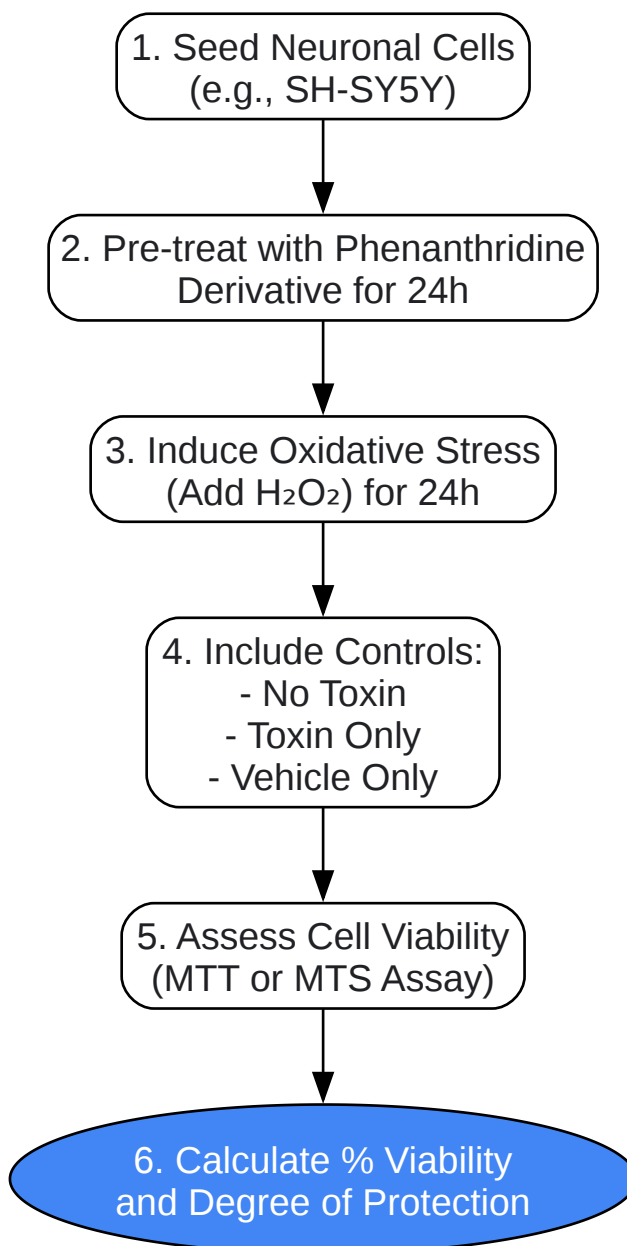 1. Seed Neuronal Cells
(e.g., SH-SY5Y)
2. Pre-treat with Phenanthridine
Derivative for 24h
3. Induce Oxidative Stress
(Add H₂O₂) for 24h
4. Include Controls:
- No Toxin
- Toxin Only
- Vehicle Only
5. Assess Cell Viability
(MTT or MTS Assay)
6. Calculate % Viability
and Degree of Protection